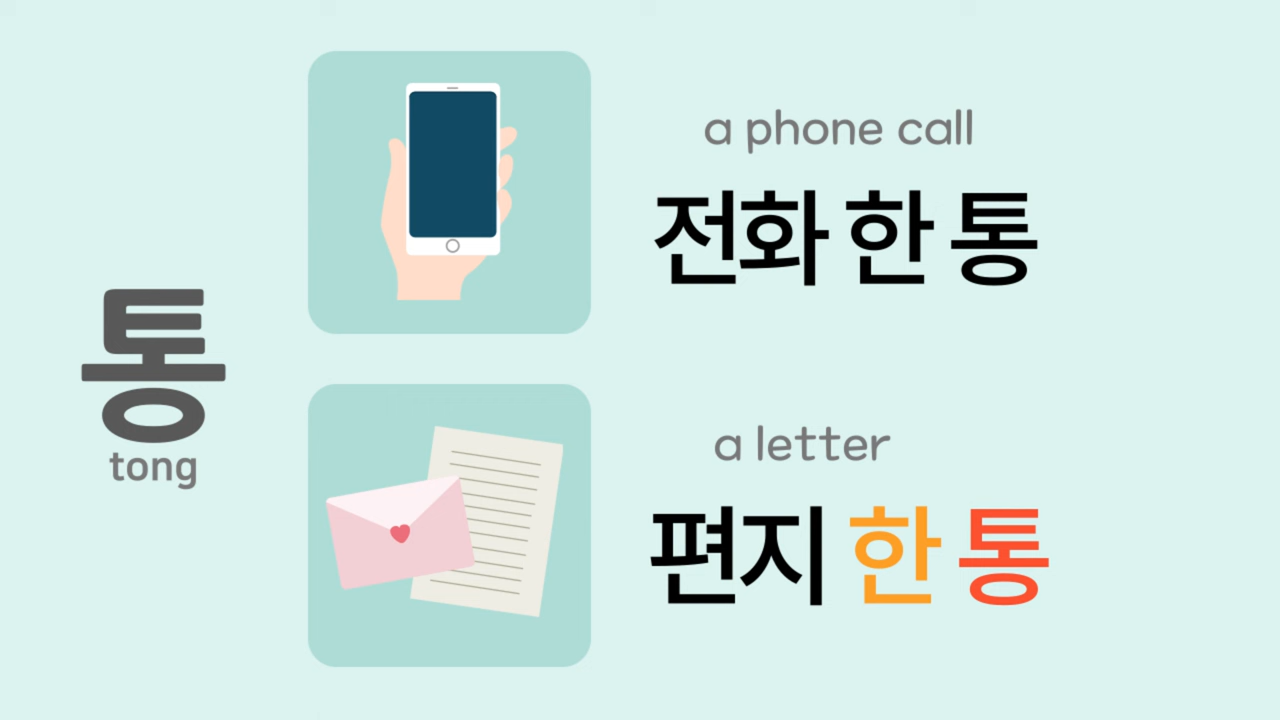 통
tong
a phone call
전화 한 통
a letter
편지 한 통